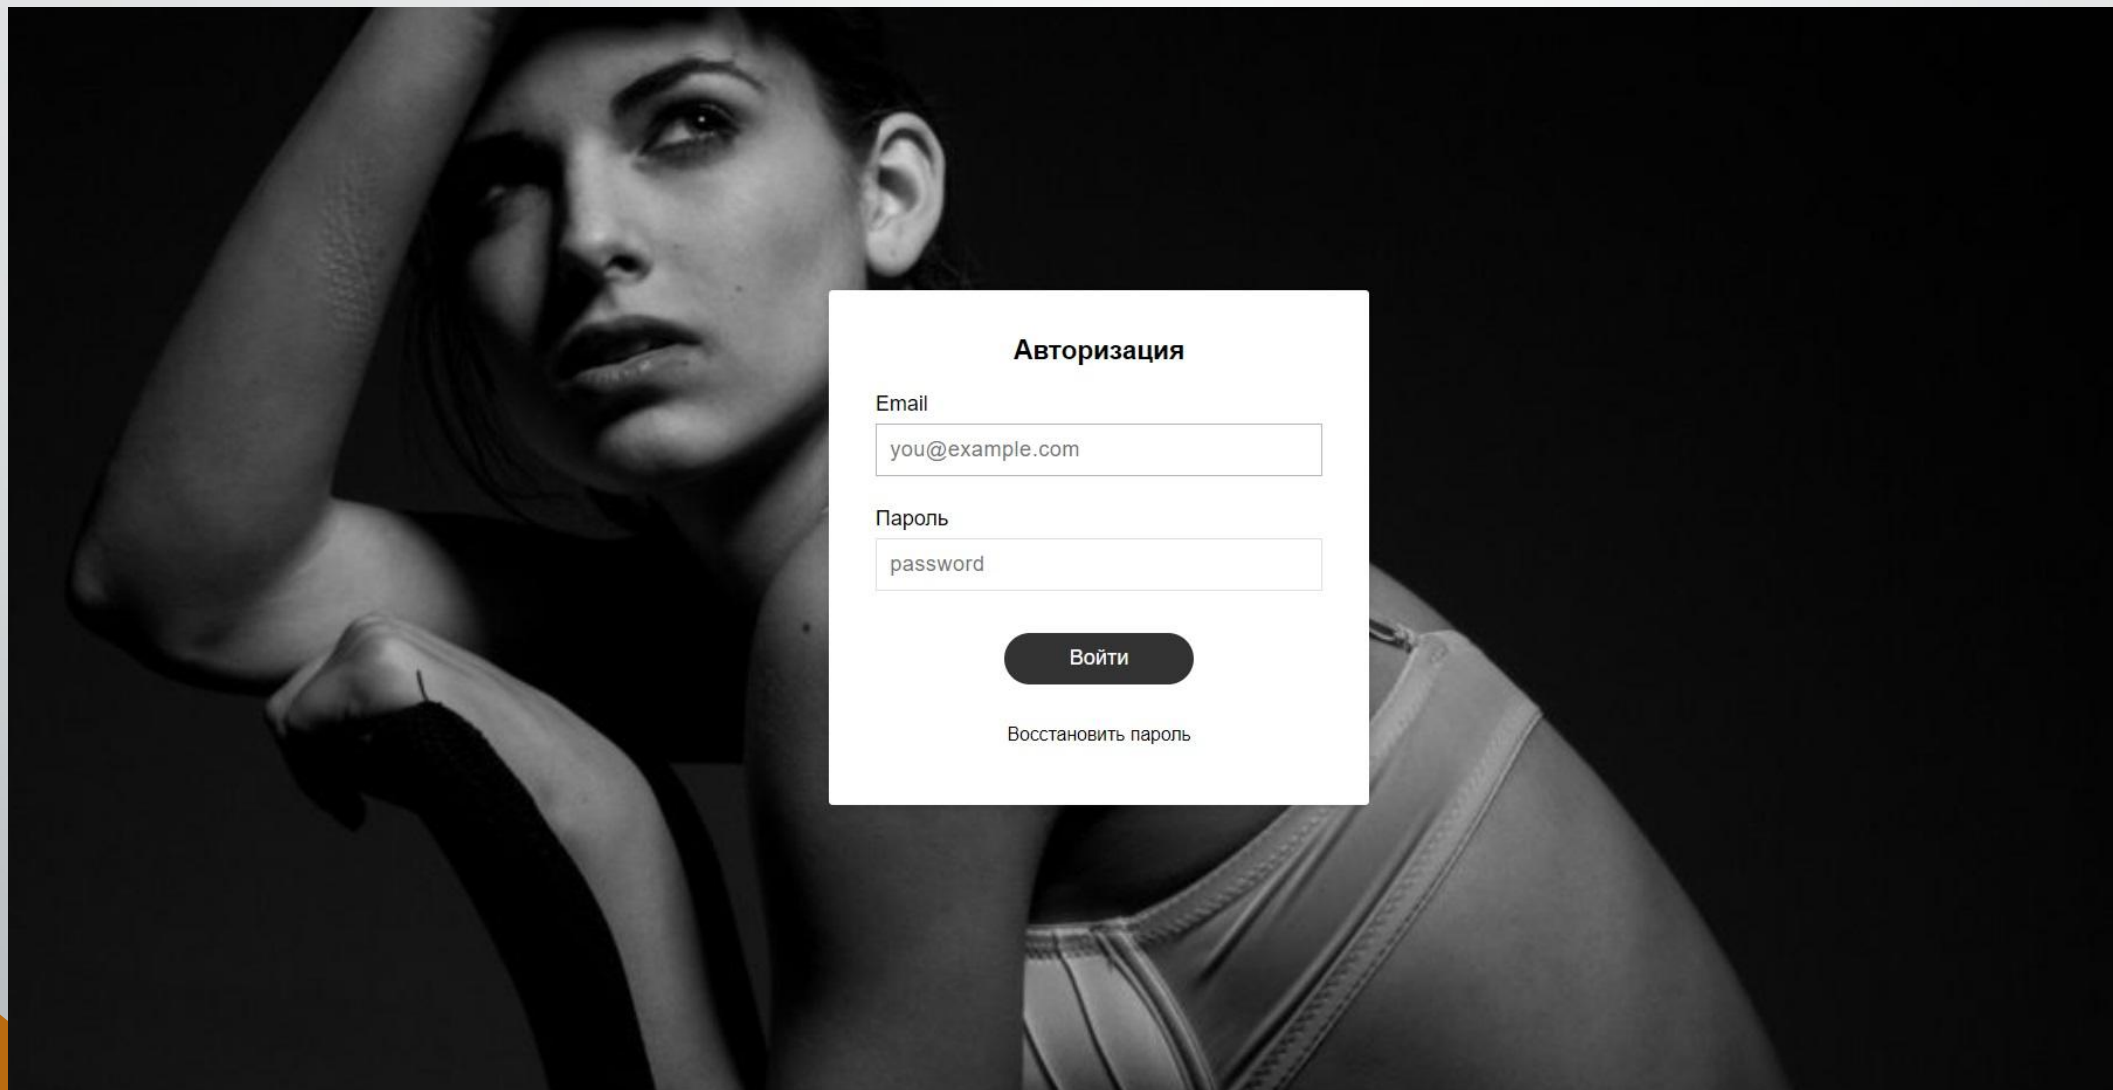 Авторизация
Email
you@example.com
Пароль
password
Войти
Восстановить пароль